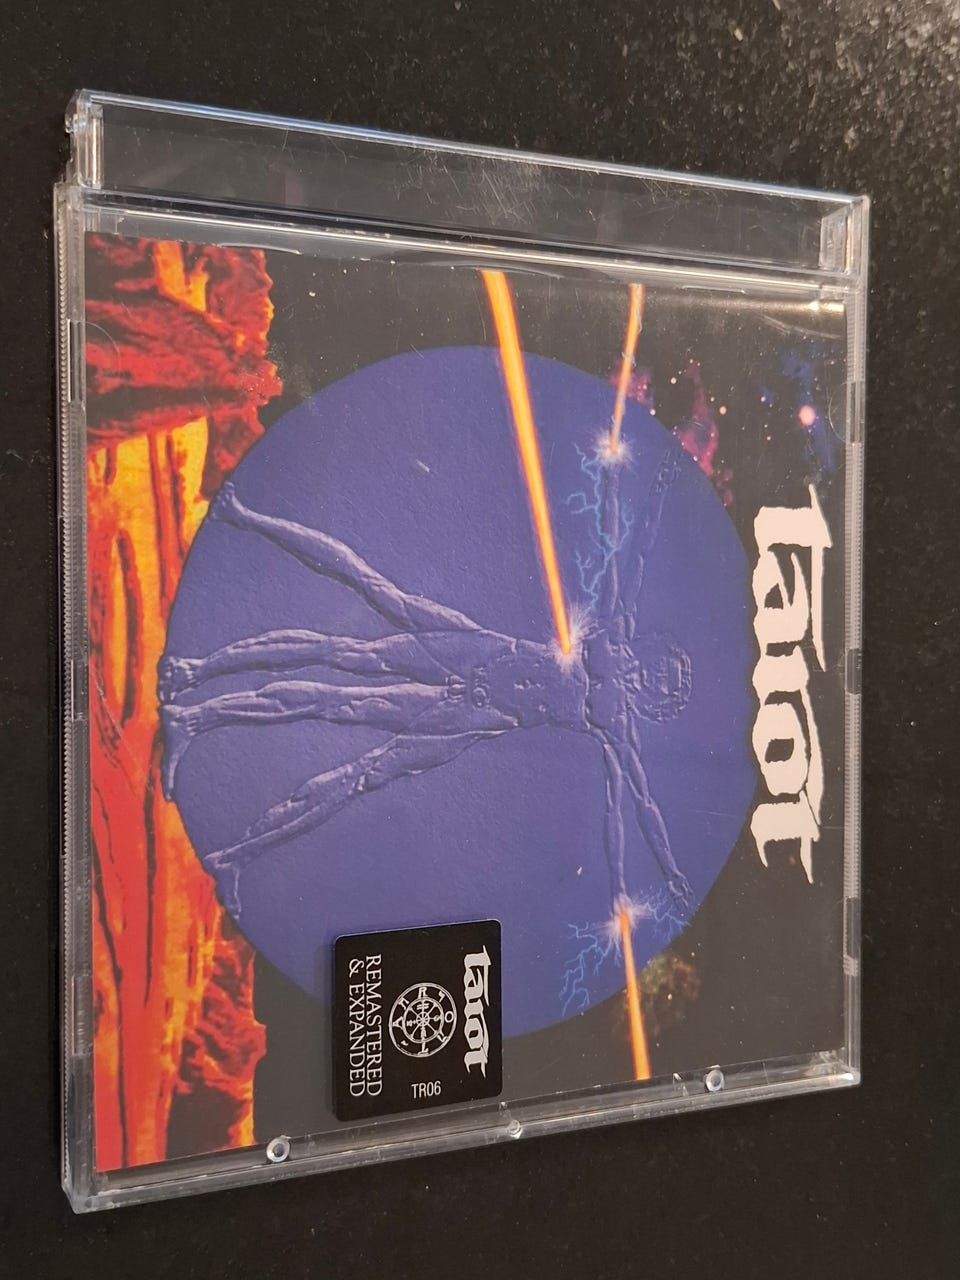 tarot
tarot
TR06
REMASTERED
& EXPANDED